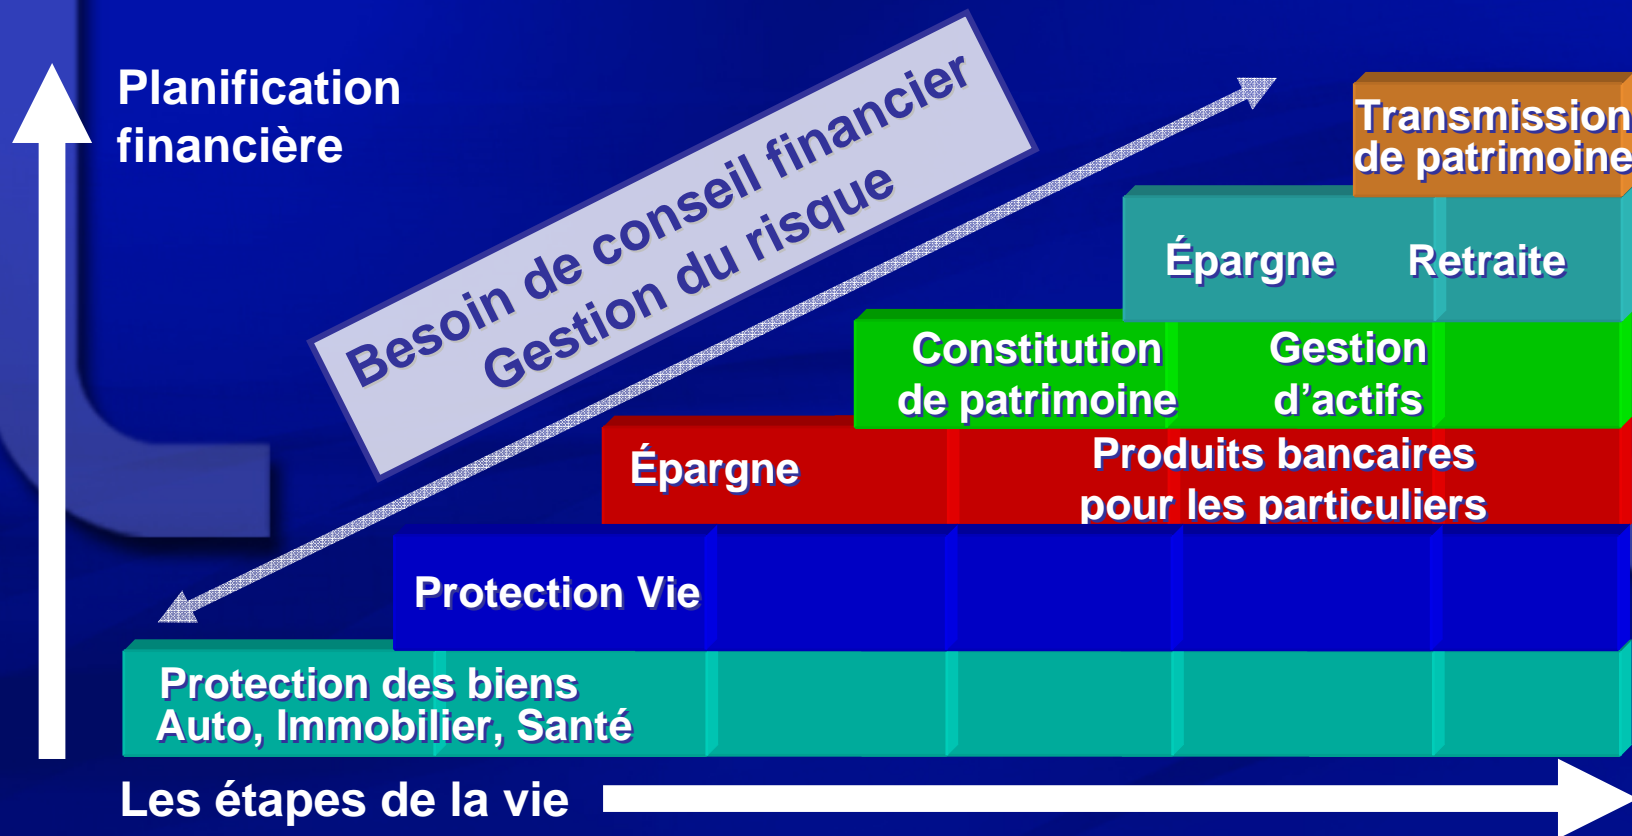 Planification
financière
Besoin de conseil financier
Gestion du risque
Transmission
de patrimoine
Épargne Retraite
Constitution
de patrimoine
Gestion
d’actifs
Épargne
Produits bancaires
pour les particuliers
Protection Vie
Protection des biens
Auto, Immobilier, Santé
Les étapes de la vie